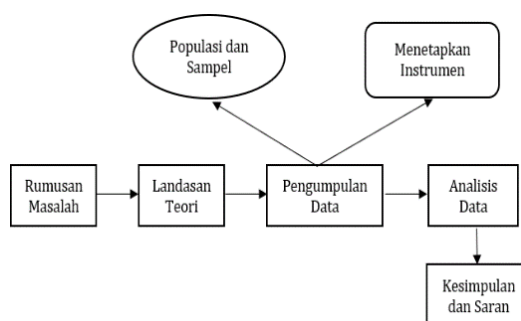 Populasi dan
Sampel
Menetapkan
Instrumen
Rumusan
Masalah
Landasan
Teori
Pengumpulan
Data
Analisis
Data
Kesimpulan
dan Saran